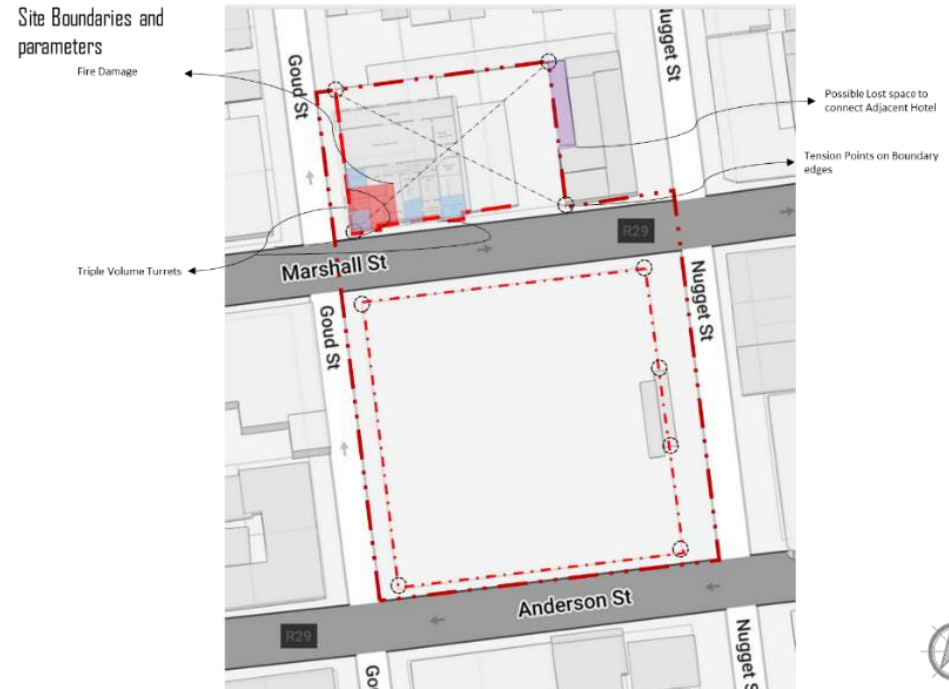 Site Boundaries and
parameters
Fire Damage
Goud St
Nugget St
Possible Lost space to
connect Adjacent Hotel
Tension Points on Boundary
edges
R29
Marshall St
Triple Volume Turrets
Nugget St
Goud St
Anderson St
R29
Nugget S
Gou